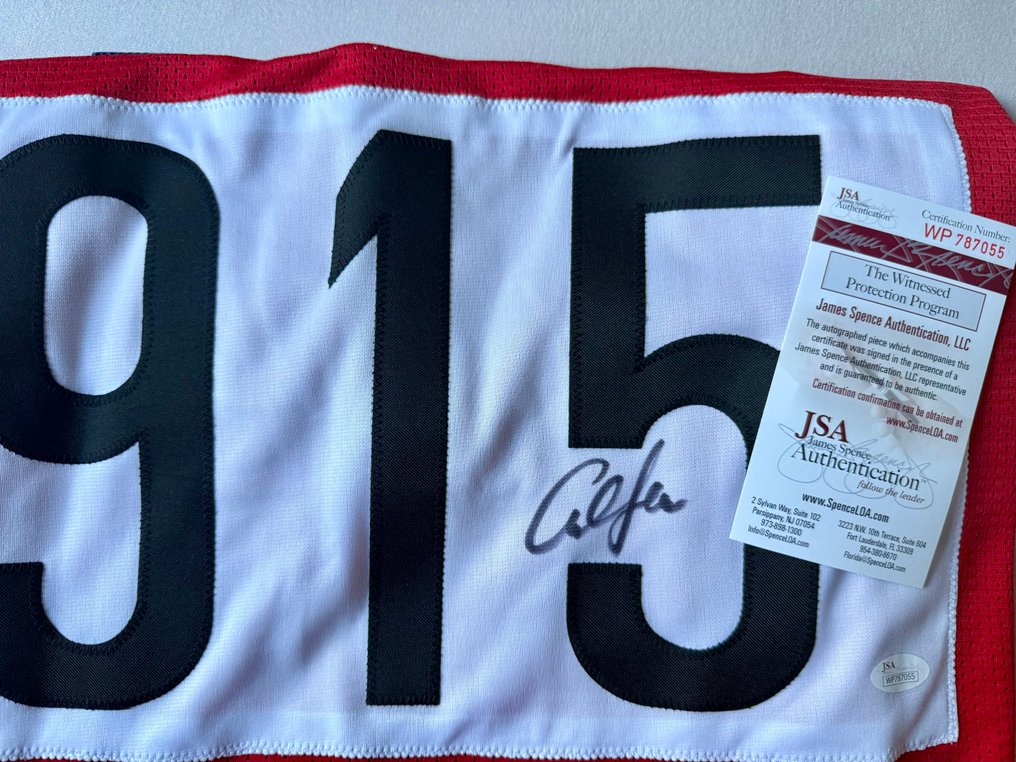 915
JSA
Authentication
Certification Number:
WP 787055
The Witnessed
Protection Program
James Spence Authentication, LLC
The autographed piece which accompanies this
certificate was signed in the presence of a
James Spence Authentication, LLC representative
and is guaranteed to be authentic.
Certification confirmation can be obtained at
www.SpenceLOA.com
JSA
James Spence
Authentication
follow the leader
www.SpenceLOA.com
2 Sylvan Way, Suite 102
Parsippany, NJ 07054
973-898-1300
Info@SpenceLOA.com
3223 N.W. 10th Terrace, Suite 604
Fort Lauderdale, FL 33309
954-380-8670
Florida@SpenceLOA.com
JSA
WP787055